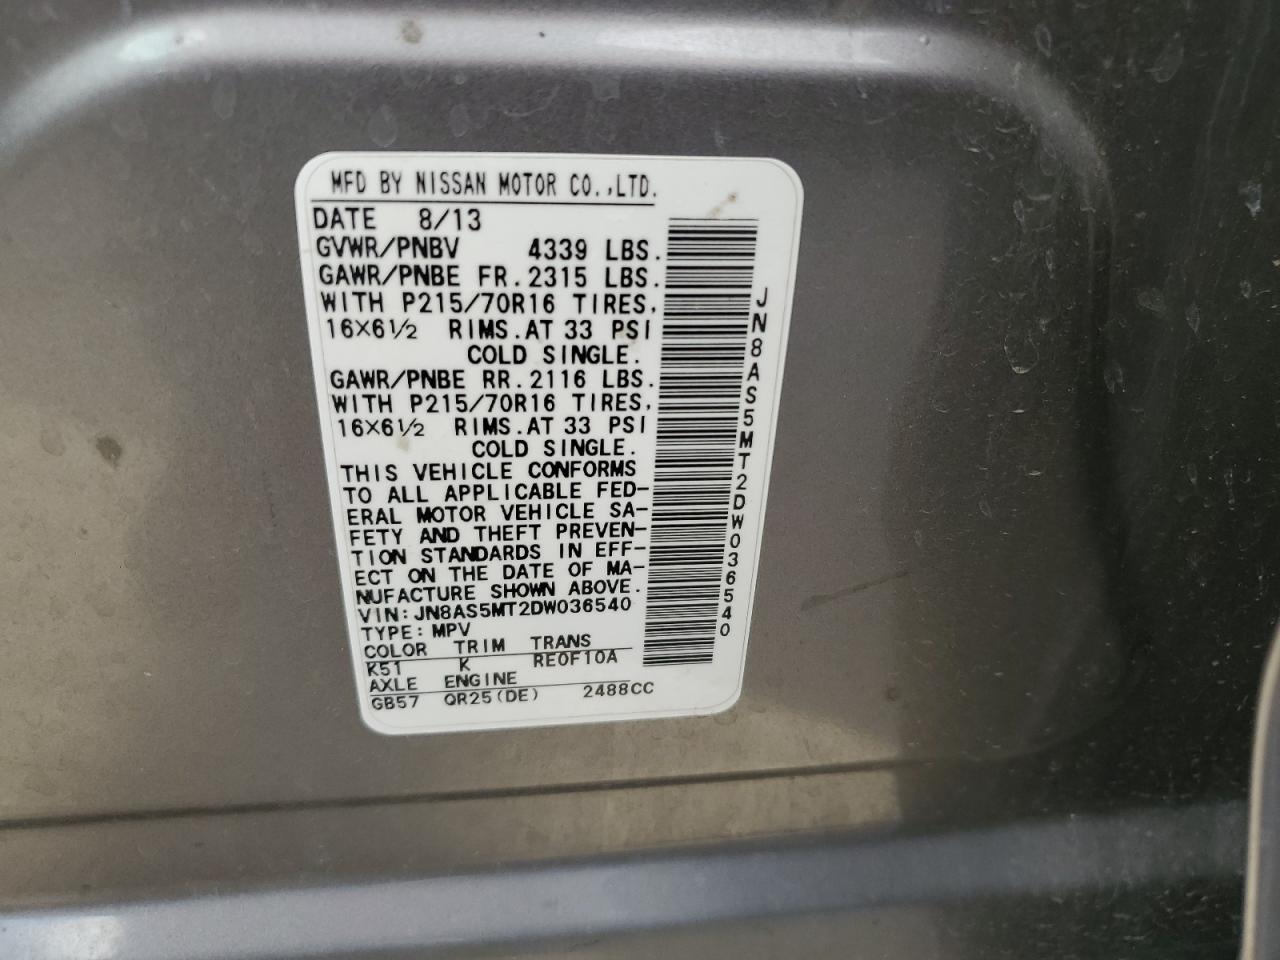 MFD BY NISSAN MOTOR CO.,LTD.
DATE 8/13
GVWR/PNBV 4339 LBS.
GAWR/PNBE FR.2315 LBS.
WITH P215/70R16 TIRES,
16×6½ RIMS.AT 33 PSI
COLD SINGLE.
GAWR/PNBE RR.2116 LBS.
WITH P215/70R16 TIRES,
16×6½ RIMS.AT 33 PSI
COLD SINGLE.
THIS VEHICLE CONFORMS
TO ALL APPLICABLE FED-
ERAL MOTOR VEHICLE SA-
FETY AND THEFT PREVEN-
TION STANDARDS IN EFF-
ECT ON THE DATE OF MA-
NUFACTURE SHOWN ABOVE.
VIN:JN8AS5MT2DW036540
TYPE:MPV
COLOR TRIM TRANS
K51 K RE0F10A
AXLE ENGINE
GB57 QR25(DE) 2488CC
JN8AS5MT2DW036540